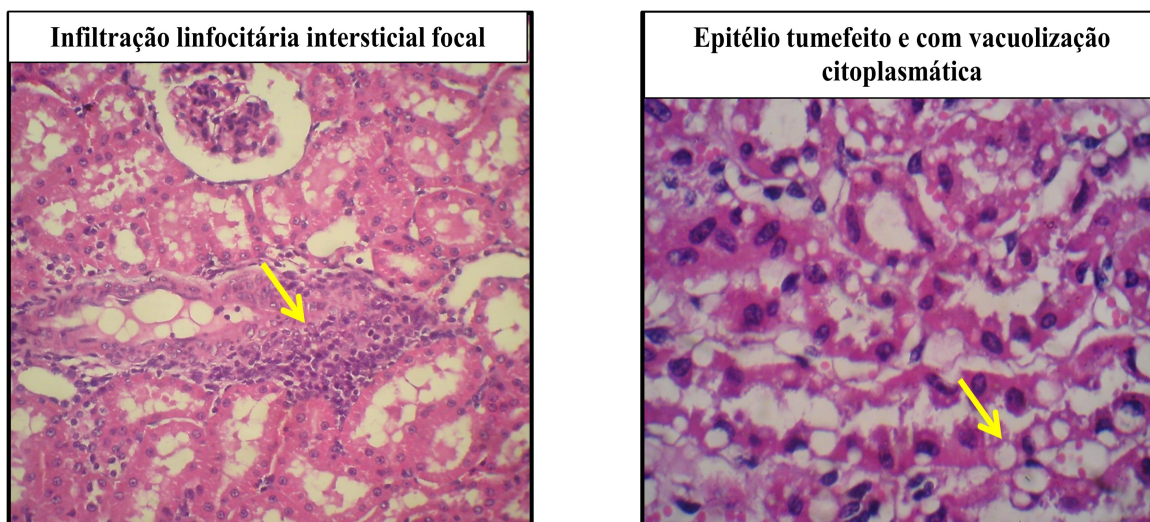 Infiltração linfocitária intersticial focal
Epitélio tumefeito e com vacuolização
citoplasmática